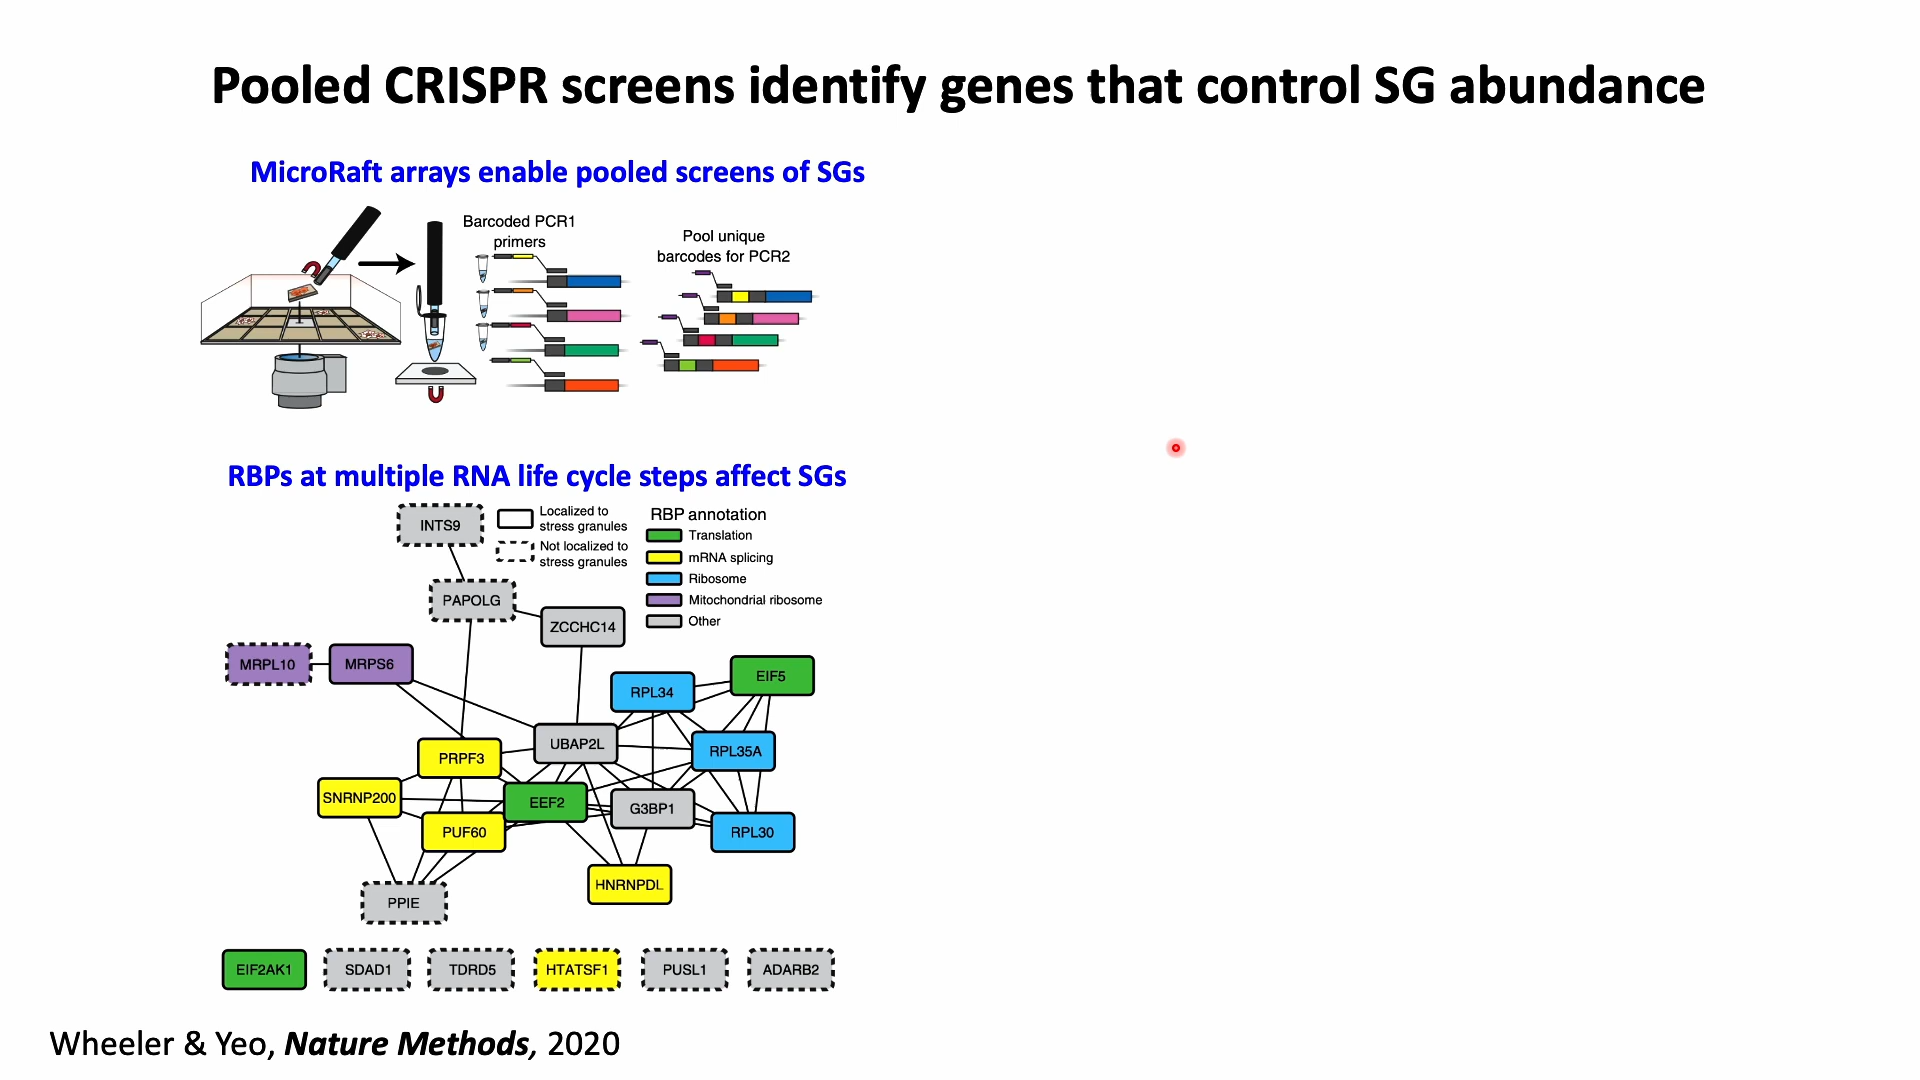 Pooled CRISPR screens identify genes that control SG abundance
MicroRaft arrays enable pooled screens of SGs
Barcoded PCR1
primers
Pool unique
barcodes for PCR2
RBPs at multiple RNA life cycle steps affect SGs
INTS9
Localized to
stress granules
Not localized to
stress granules
RBP annotation
Translation
mRNA splicing
Ribosome
Mitochondrial ribosome
Other
PAPOLG
ZCCHC14
MRPL10
MRPS6
RPL34
EIF5
UBAP2L
RPL35A
PRPF3
SNRNP200
EEF2
G3BP1
PUF60
RPL30
HNRNPDL
PPIE
EIF2AK1
SDAD1
TDRD5
HTATSF1
PUSL1
ADARB2
Wheeler & Yeo, Nature Methods, 2020